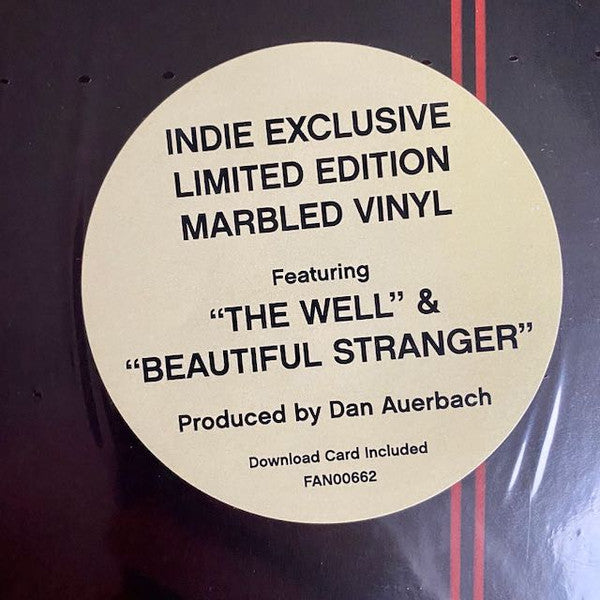 INDIE EXCLUSIVE
LIMITED EDITION
MARBLED VINYL
Featuring
“THE WELL” &
“BEAUTIFUL STRANGER”
Produced by Dan Auerbach
Download Card Included
FAN00662